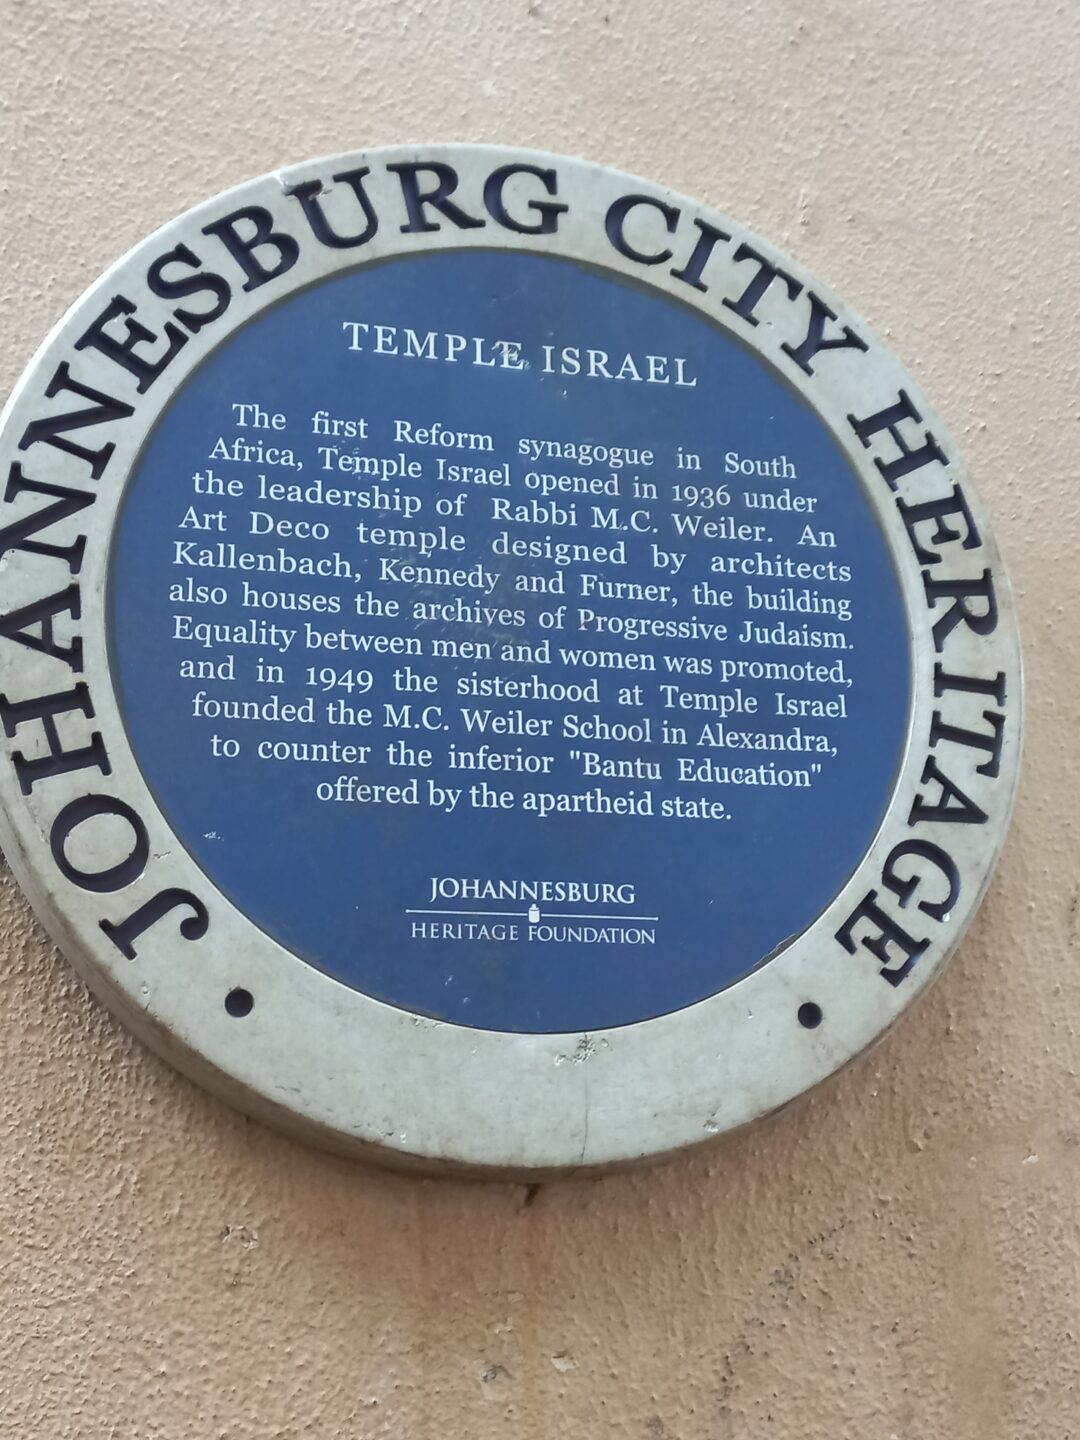 JOHANNESBURG CITY HERITAGE
TEMPLE ISRAEL
The first Reform synagogue in South
Africa, Temple Israel opened in 1936 under
the leadership of Rabbi M.C. Weiler. An
Art Deco temple designed by architects
Kallenbach, Kennedy and Furner, the building
also houses the archives of Progressive Judaism.
Equality between men and women was promoted,
and in 1949 the sisterhood at Temple Israel
founded the M.C. Weiler School in Alexandra,
to counter the inferior "Bantu Education"
offered by the apartheid state.
JOHANNESBURG
HERITAGE FOUNDATION